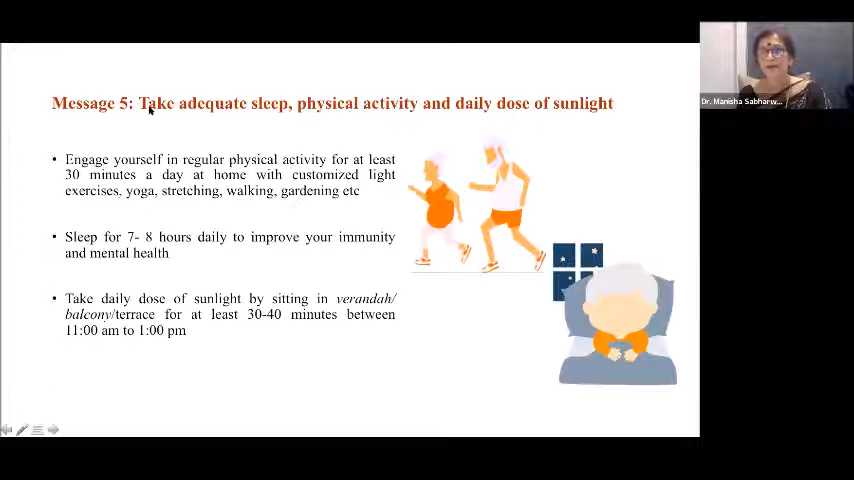 Message 5: Take adequate sleep, physical activity and daily dose of sunlight
• Engage yourself in regular physical activity for at least
30 minutes a day at home with customized light
exercises, yoga, stretching, walking, gardening etc
• Sleep for 7- 8 hours daily to improve your immunity
and mental health
• Take daily dose of sunlight by sitting in verandah/
balcony/terrace for at least 30-40 minutes between
11:00 am to 1:00 pm
Dr. Manisha Sabharw...